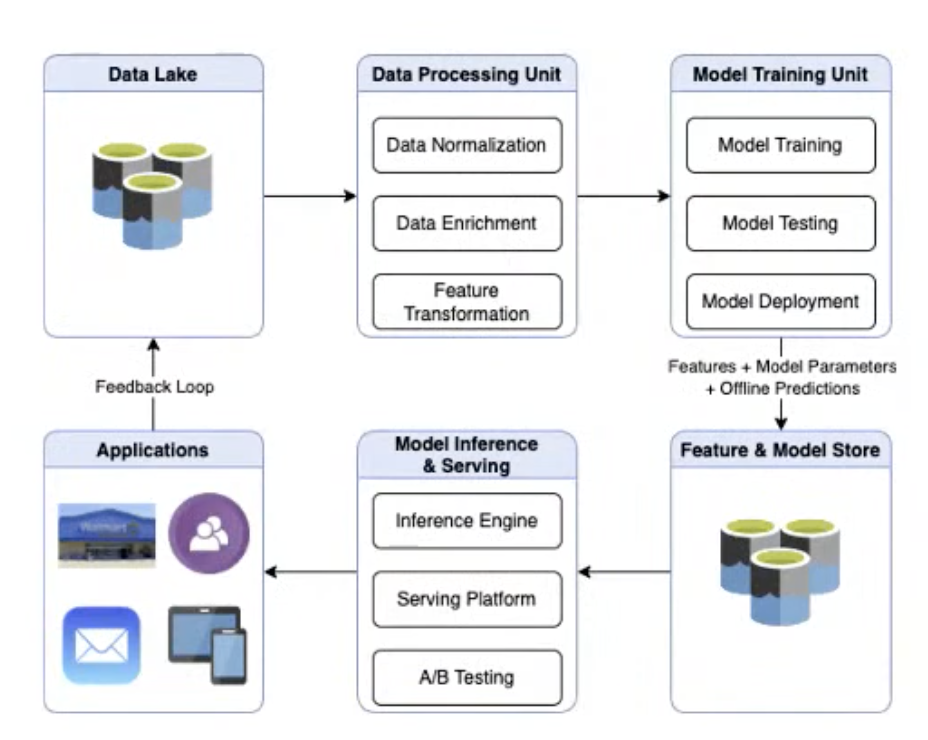 Data Lake
Data Processing Unit
Model Training Unit
Data Normalization
Model Training
Data Enrichment
Model Testing
Feature
Transformation
Model Deployment
Feedback Loop
Features + Model Parameters
+ Offline Predictions
Applications
Model Inference
& Serving
Feature & Model Store
Walmart
Inference Engine
Serving Platform
A/B Testing